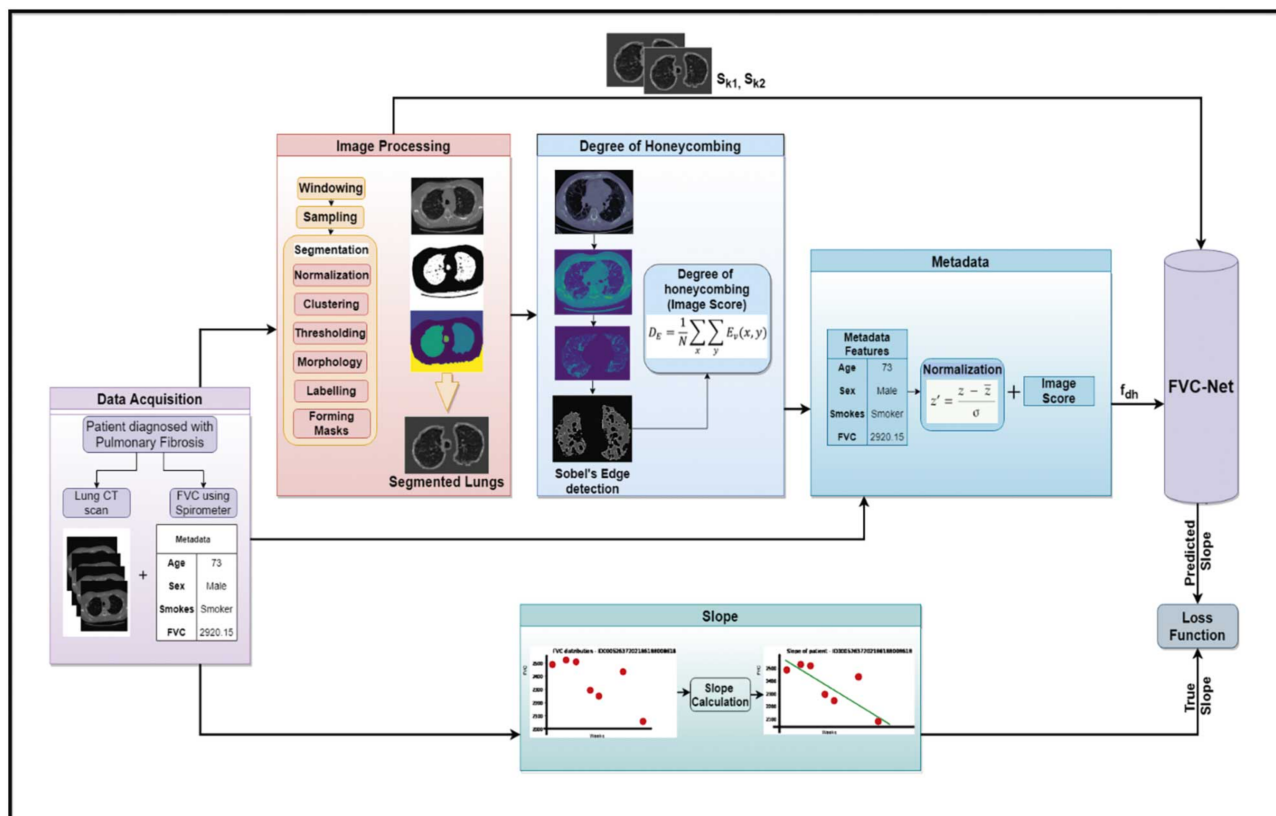 S_k1, S_k2
Image Processing
Windowing
Sampling
Segmentation
Normalization
Clustering
Thresholding
Morphology
Labelling
Forming
Masks
Segmented Lungs
Degree of Honeycombing
Degree of
honeycombing
(Image Score)
D_E = 1/N ∑_x ∑_y E_v(x, y)
Sobel's Edge
detection
Metadata
Metadata
Features
Age 73
Sex Male
Smokes Smoker
FVC 2920.15
Normalization
z' = (z - z̄)/σ
+
Image
Score
f_dh
FVC-Net
Data Acquisition
Patient diagnosed with
Pulmonary Fibrosis
Lung CT
scan
FVC using
Spirometer
+
Metadata
Age 73
Sex Male
Smokes Smoker
FVC 2920.15
Slope
Slope
Calculation
Predicted
Slope
Loss
Function
True
Slope